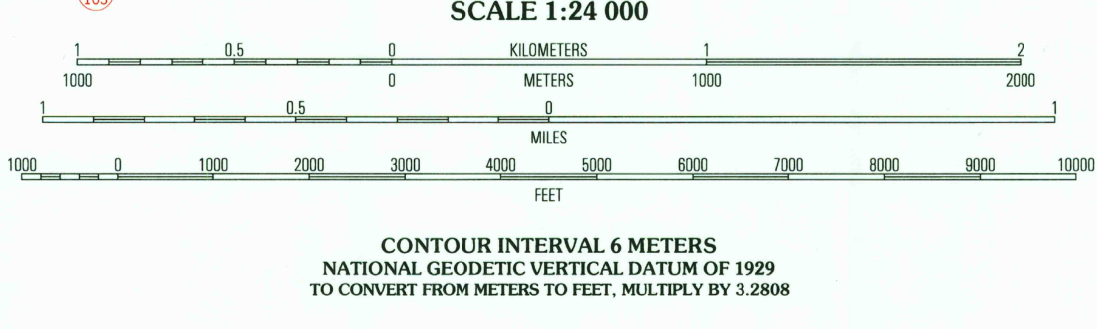 103
SCALE 1:24 000
1 0.5 0 KILOMETERS 1 2
1000 0 METERS 1000 2000
1 0.5 0 1
MILES
1000 0 1000 2000 3000 4000 5000 6000 7000 8000 9000 10000
FEET
CONTOUR INTERVAL 6 METERS
NATIONAL GEODETIC VERTICAL DATUM OF 1929
TO CONVERT FROM METERS TO FEET, MULTIPLY BY 3.2808